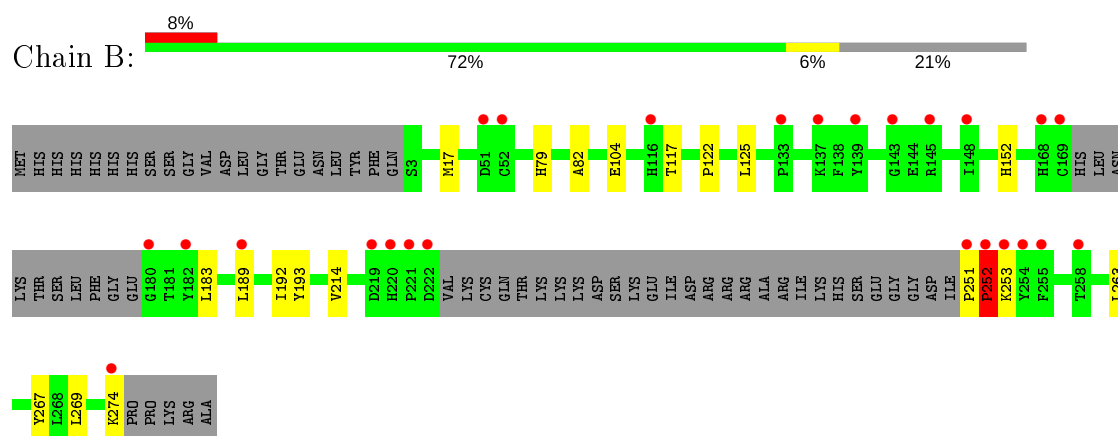 8%
Chain B:
72% 6% 21%
MET HIS HIS HIS HIS HIS HIS SER SER GLY VAL ASP LEU GLY THR GLU ASN LEU TYR PHE GLN S3 M17 D51 C52 H79 A82 E104 H116 T117 P122 L125 P133 K137 F138 Y139 G143 E144 R145 I148 H152 H168 C169 HIS LEU ASN
LYS THR SER LEU PHE GLY GLU G180 T181 Y182 L183 L189 I192 Y193 V214 D219 H220 P221 D222 VAL LYS CYS GLN THR LYS LYS LYS ASP SER LYS GLU ILE ASP ARG ARG ARG ALA ARG ILE LYS HIS SER GLU GLY GLY ASP ILE P251 P252 K253 Y254 F255 T258 L263
Y267 L268 L269 K274 PRO PRO LYS ARG ALA